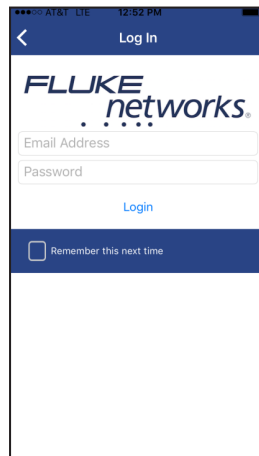 AT&T LTE 12:52 PM
Log In
FLUKE
networks®
Email Address
Password
Login
Remember this next time